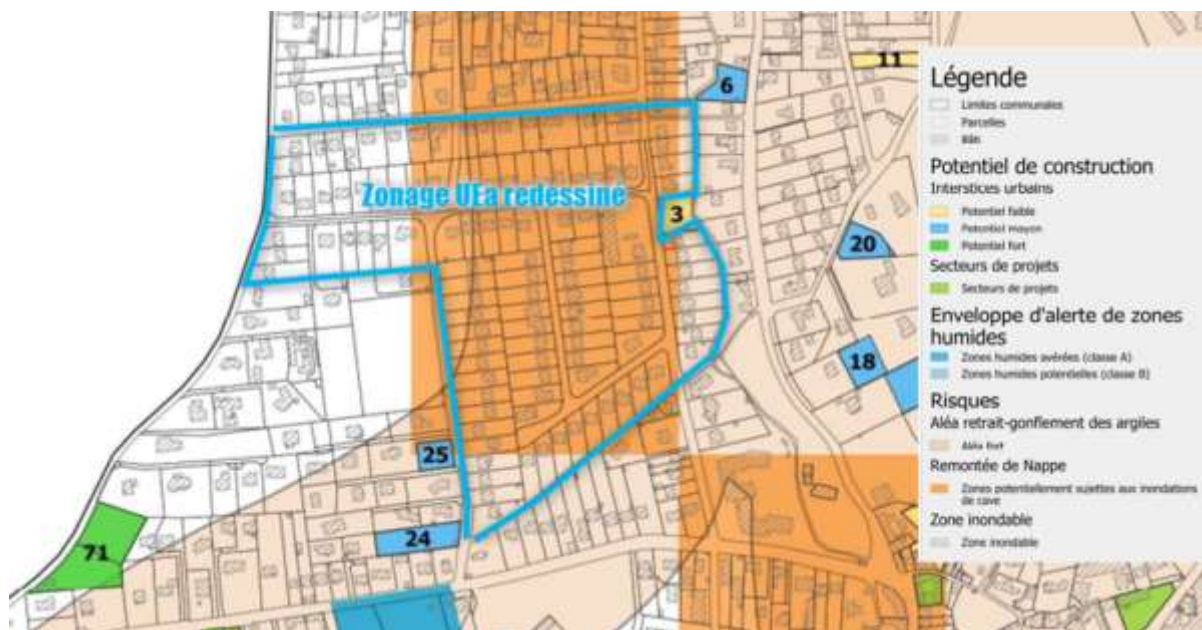 11
6
Zonage UEa redessiné
3
20
18
25
24
71
Légende
Limites communales
Parcelles
Bâti
Potentiel de construction
Interstices urbains
Potentiel faible
Potentiel moyen
Potentiel fort
Secteurs de projets
Secteurs de projets
Enveloppe d'alerte de zones
humides
Zones humides avérées (classe A)
Zones humides potentielles (classe B)
Risques
Aléa retrait-gonflement des argiles
Aléa fort
Remontée de Nappe
Zones potentiellement sujettes aux inondations
de cave
Zone inondable
Zone inondable